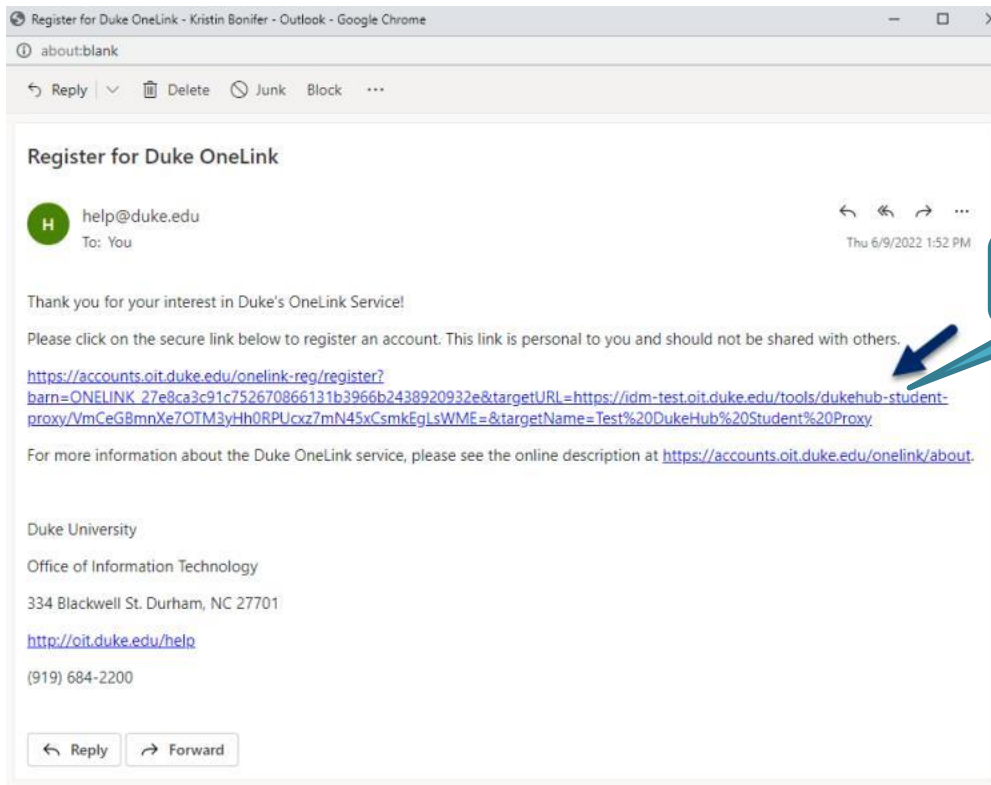 Register for Duke OneLink - Kristin Bonifer - Outlook - Google Chrome
about:blank
Reply Delete Junk Block ...
Register for Duke OneLink
H
help@duke.edu
To: You
Thu 6/9/2022 1:52 PM
Thank you for your interest in Duke's OneLink Service!
Please click on the secure link below to register an account. This link is personal to you and should not be shared with others.
https://accounts.oit.duke.edu/onelink-reg/register?
barn=ONELINK_27e8ca3c91c752670866131b3966b2438920932e&targetURL=https://idm-test.oit.duke.edu/tools/dukehub-student-
proxy/VmCeGBmnXe7OTM3yHh0RPUcxz7mN45xCsmkEgLsWME=&targetName=Test%20DukeHub%20Student%20Proxy
For more information about the Duke OneLink service, please see the online description at https://accounts.oit.duke.edu/onelink/about.
Duke University
Office of Information Technology
334 Blackwell St. Durham, NC 27701
http://oit.duke.edu/help
(919) 684-2200
Reply Forward